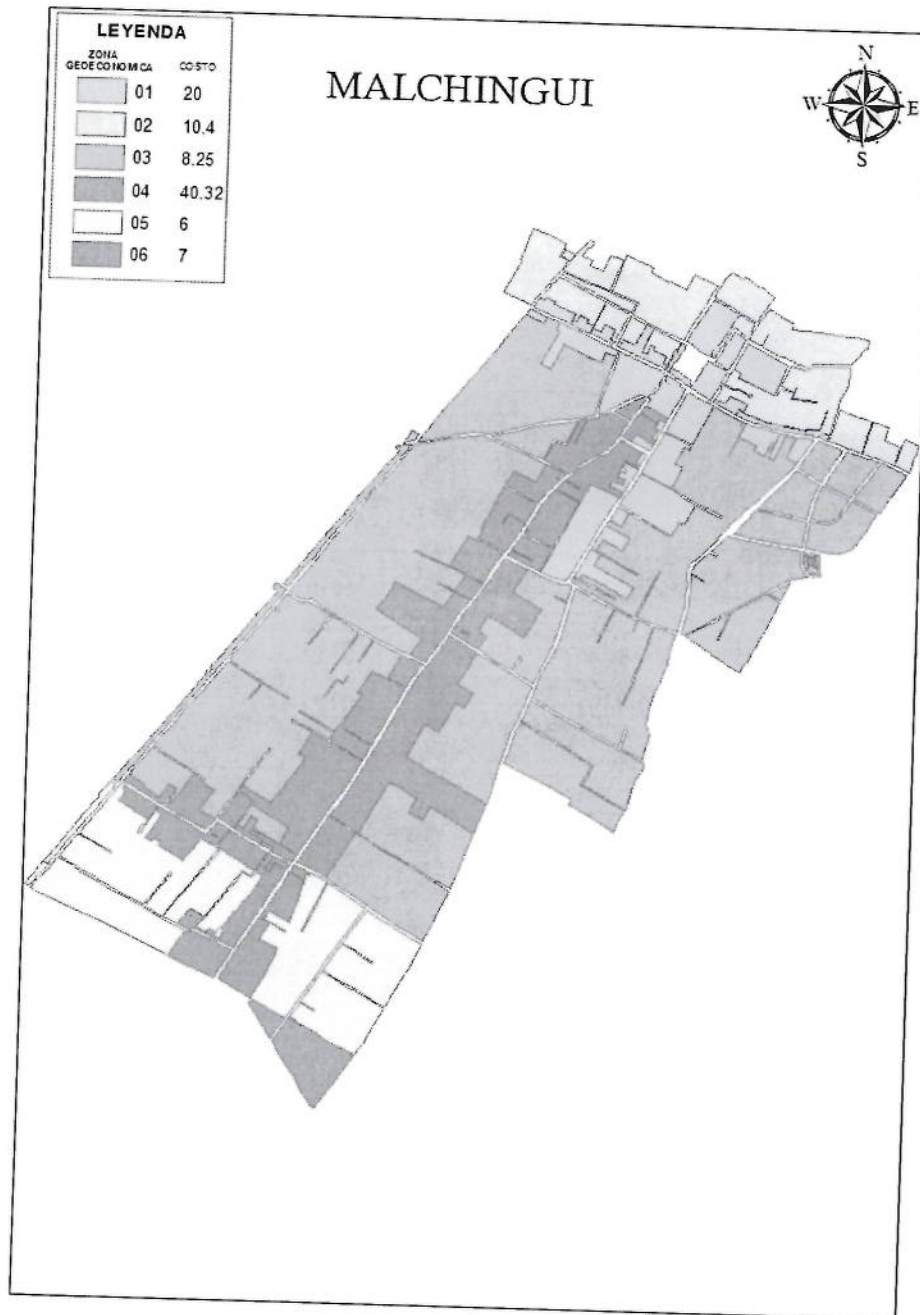 LEYENDA
ZONA
GEOECONOMICA COSTO
01 20
02 10.4
03 8.25
04 40.32
05 6
06 7
MALCHINGUI
N
W E
S